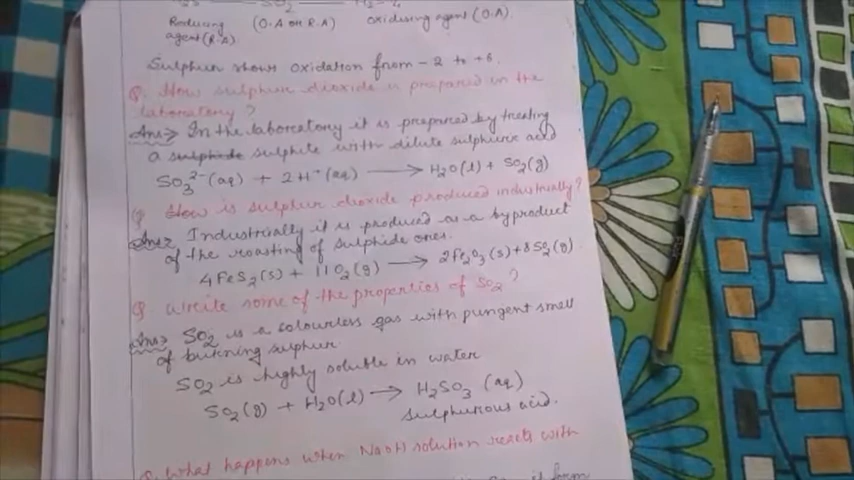 SO2
Reducing (O.A or R.A) oxidising agent (O.A).
agent (R.A)
Sulphur shows oxidation from -2 to +6.
Q. How sulphur dioxide is prepared in the
laboratory?
Ans> In the laboratory it is prepared by treating
a sulphite with dilute sulphuric acid
SO3²⁻(aq) + 2H⁺(aq) → H2O(l) + SO2(g)
Q How is sulphur dioxide produced industrially?
Ans> Industrially it is produced as a byproduct
of the roasting of sulphide ores.
4FeS2(s) + 11O2(g) → 2Fe2O3(s) + 8SO2(g)
Q Write some of the properties of SO2?
Ans> SO2 is a colourless gas with pungent smell
of burning sulphur
SO2 is highly soluble in water
SO2(g) + H2O(l) → H2SO3 (aq)
sulphurous acid.
Q. What happens when NaOH solution reacts with
it form